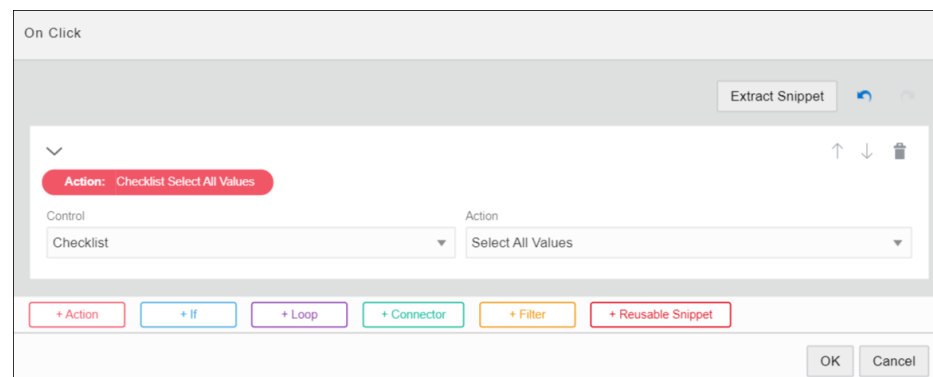 On Click
Extract Snippet
Action: Checklist Select All Values
Control Action
Checklist Select All Values
+ Action + If + Loop + Connector + Filter + Reusable Snippet
OK Cancel